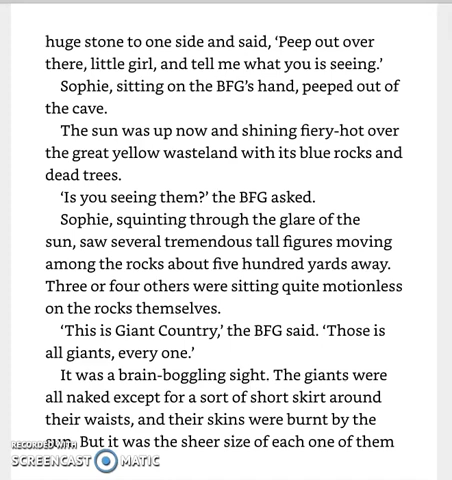 huge stone to one side and said, ‘Peep out over
there, little girl, and tell me what you is seeing.’
Sophie, sitting on the BFG’s hand, peeped out of
the cave.
The sun was up now and shining fiery-hot over
the great yellow wasteland with its blue rocks and
dead trees.
‘Is you seeing them?’ the BFG asked.
Sophie, squinting through the glare of the
sun, saw several tremendous tall figures moving
among the rocks about five hundred yards away.
Three or four others were sitting quite motionless
on the rocks themselves.
‘This is Giant Country,’ the BFG said. ‘Those is
all giants, every one.’
It was a brain-boggling sight. The giants were
all naked except for a sort of short skirt around
their waists, and their skins were burnt by the
sun. But it was the sheer size of each one of them
RECORDED WITH
SCREENCAST MATIC